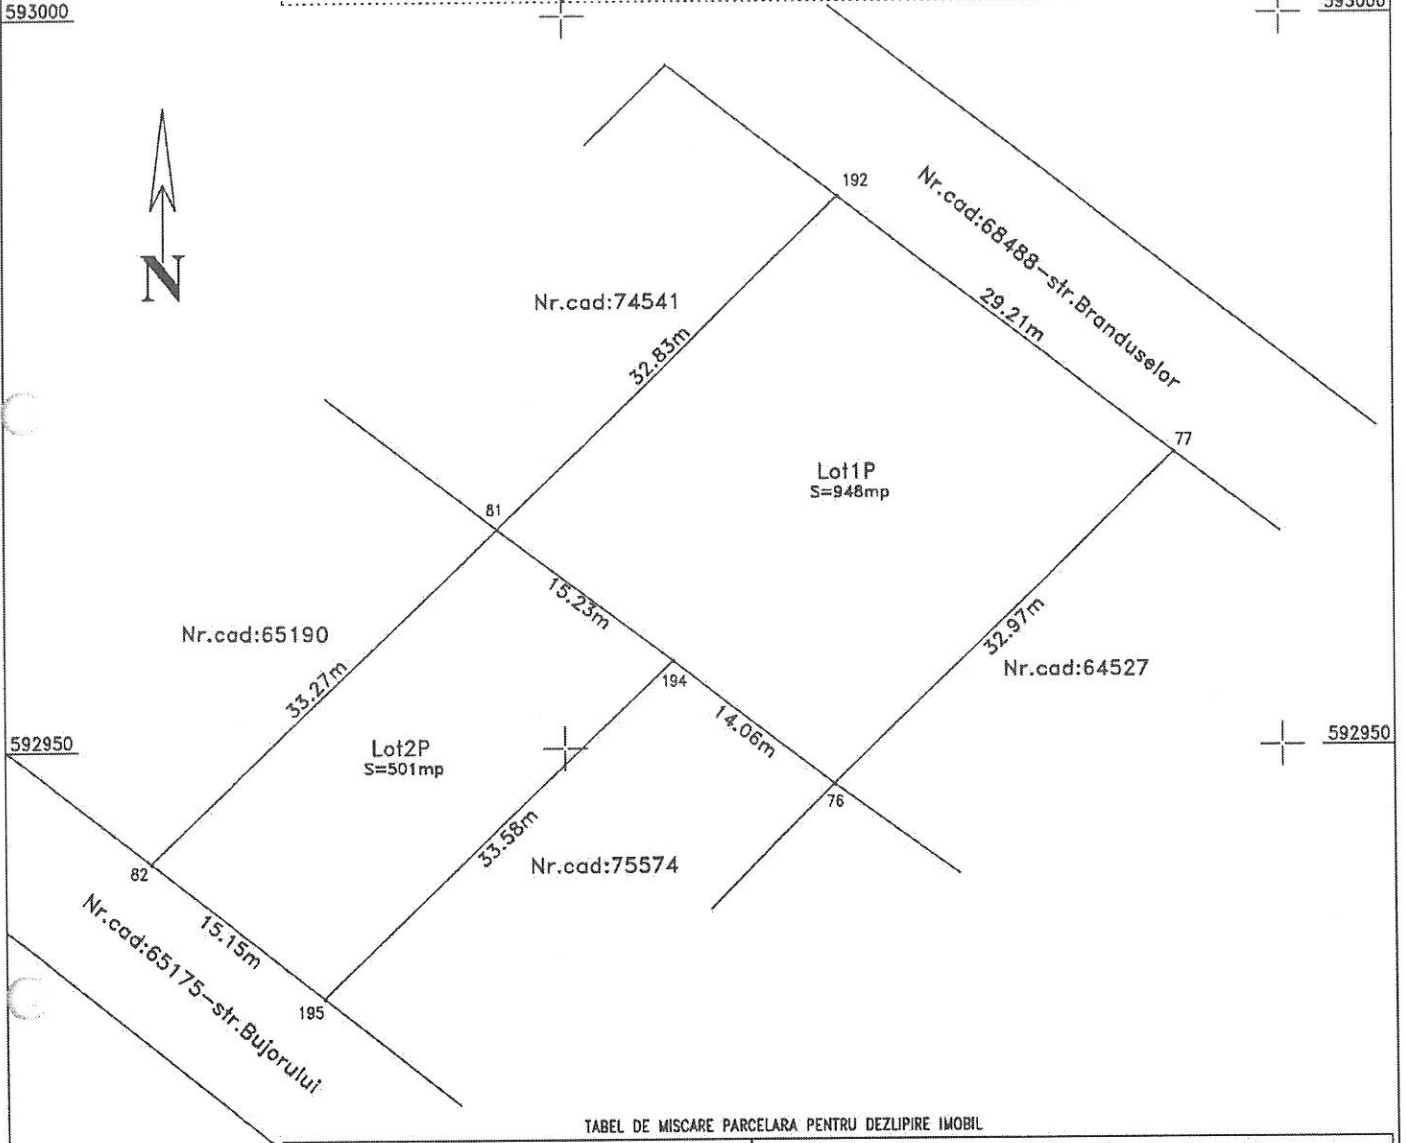 593000
593000
192
Nr.cad:68488-str.Branduselor
N
Nr.cad:74541
29.21m
32.83m
77
Lot1P
S=948mp
81
15.23m
32.97m
Nr.cad:65190
Nr.cad:64527
33.27m
194
14.06m
592950
Lot2P
S=501mp
592950
76
33.58m
Nr.cad:75574
82
Nr.cad:65175-str.Bujorului
15.15m
195
TABEL DE MISCARE PARCELARA PENTRU DEZLIPIRE IMOBIL